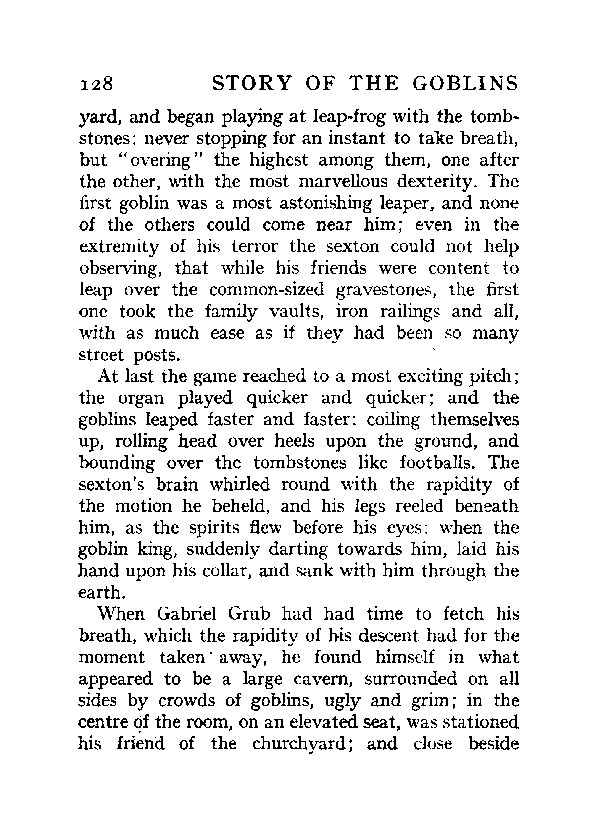 128 STORY OF THE GOBLINS
yard, and began playing at leap-frog with the tomb-
stones: never stopping for an instant to take breath,
but "overing" the highest among them, one after
the other, with the most marvellous dexterity. The
first goblin was a most astonishing leaper, and none
of the others could come near him; even in the
extremity of his terror the sexton could not help
observing, that while his friends were content to
leap over the common-sized gravestones, the first
one took the family vaults, iron railings and all,
with as much ease as if they had been so many
street posts.
At last the game reached to a most exciting pitch;
the organ played quicker and quicker; and the
goblins leaped faster and faster: coiling themselves
up, rolling head over heels upon the ground, and
bounding over the tombstones like footballs. The
sexton's brain whirled round with the rapidity of
the motion he beheld, and his legs reeled beneath
him, as the spirits flew before his eyes: when the
goblin king, suddenly darting towards him, laid his
hand upon his collar, and sank with him through the
earth.
When Gabriel Grub had had time to fetch his
breath, which the rapidity of his descent had for the
moment taken away, he found himself in what
appeared to be a large cavern, surrounded on all
sides by crowds of goblins, ugly and grim; in the
centre of the room, on an elevated seat, was stationed
his friend of the churchyard; and close beside